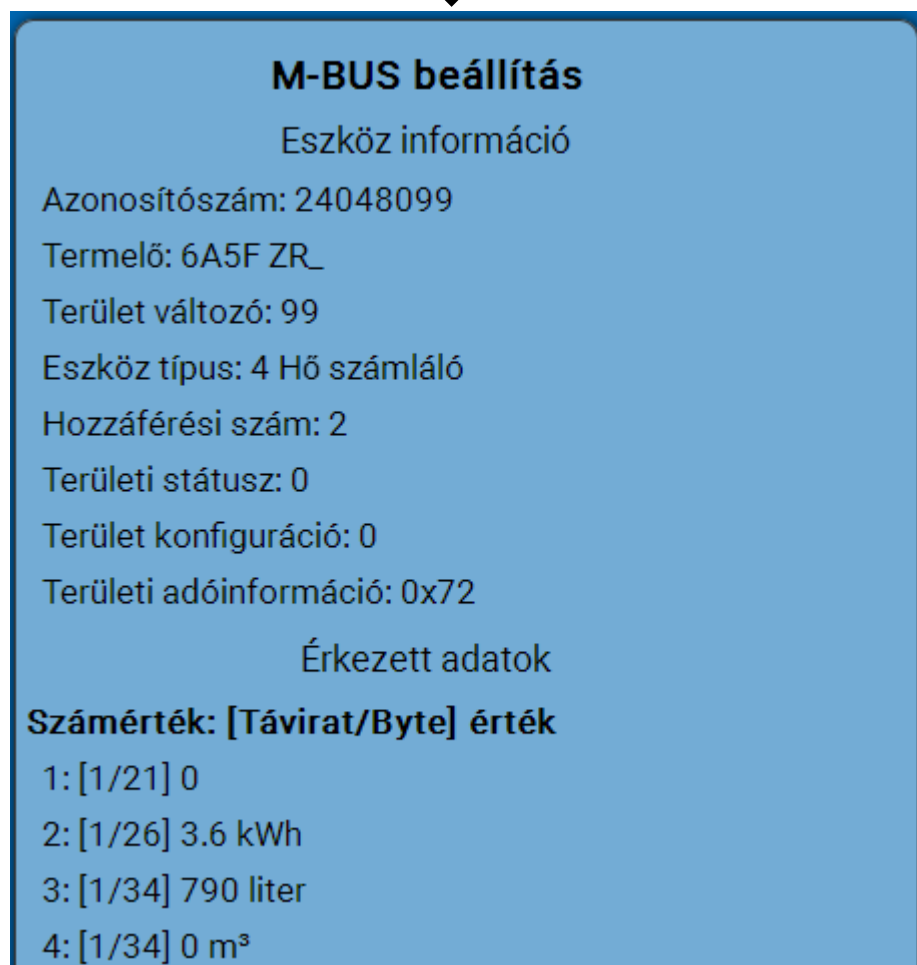 M-BUS beállítás
Eszköz információ
Azonosítószám: 24048099
Termelő: 6A5F ZR_
Terület változó: 99
Eszköz típus: 4 Hő számláló
Hozzáférési szám: 2
Területi státusz: 0
Terület konfiguráció: 0
Területi adóinformáció: 0x72
Érkezett adatok
Számérték: [Távirat/Byte] érték
1: [1/21] 0
2: [1/26] 3.6 kWh
3: [1/34] 790 liter
4: [1/34] 0 m³